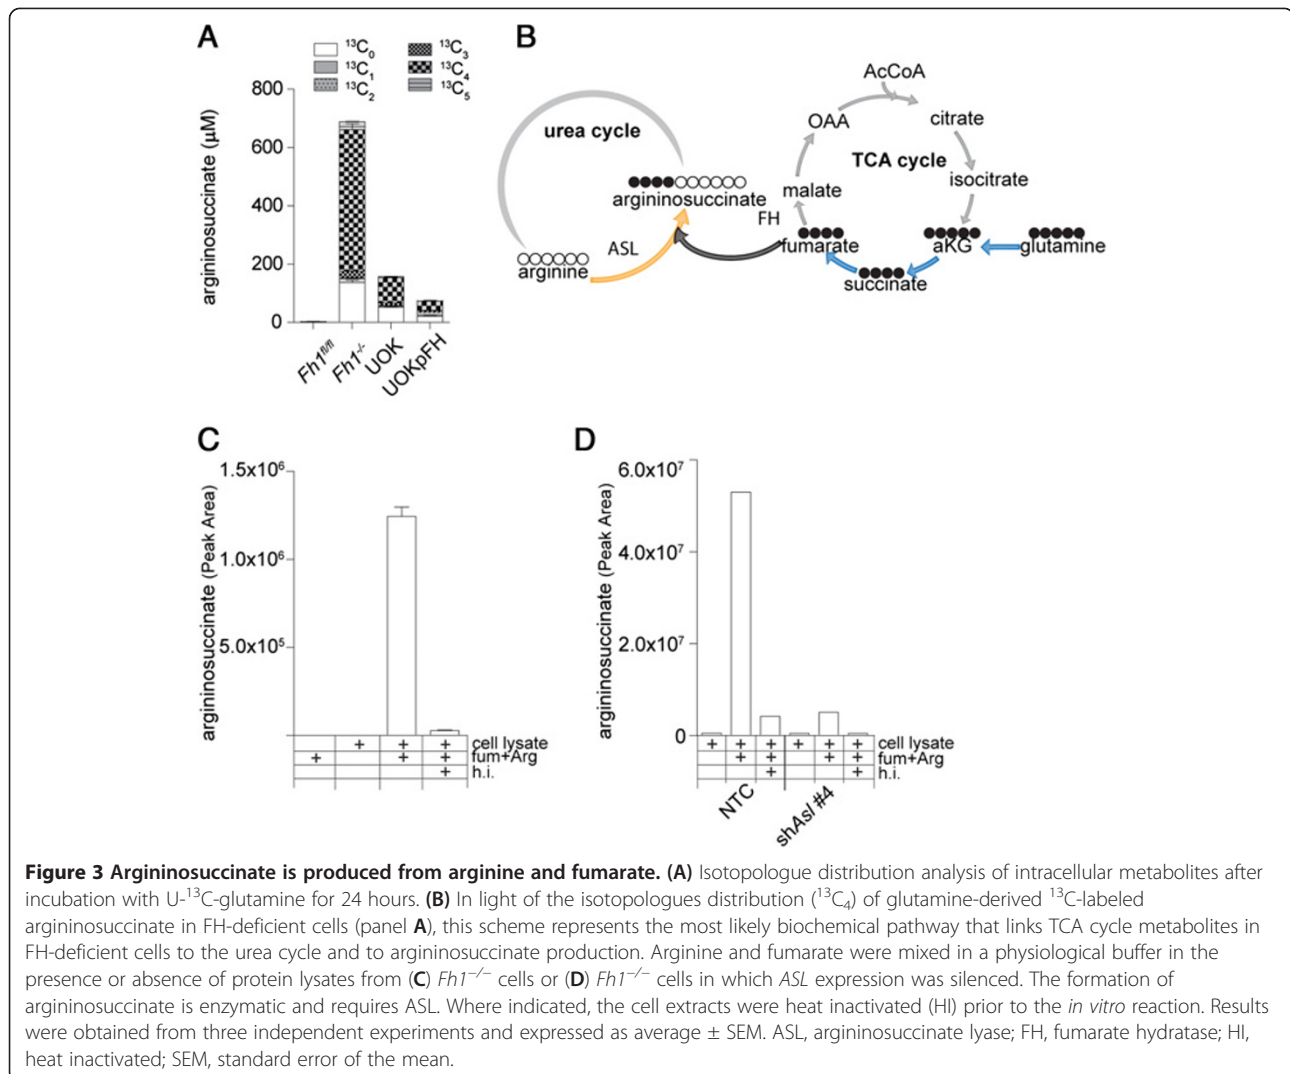 A
¹³C₀
¹³C₁
¹³C₂
¹³C₃
¹³C₄
¹³C₅
argininosuccinate (µM)
800
600
400
200
0
Fh1^fl/fl
Fh1^-/-
UOK
UOKpFH
B
AcCoA
OAA
citrate
urea cycle
TCA cycle
isocitrate
malate
argininosuccinate
FH
fumarate
aKG
glutamine
ASL
arginine
succinate
C
argininosuccinate (Peak Area)
1.5x10⁶
1.0x10⁶
5.0x10⁵
+ + + cell lysate
+ + + fum+Arg
+ h.i.
D
argininosuccinate (Peak Area)
6.0x10⁷
4.0x10⁷
2.0x10⁷
0
+ + + + + + cell lysate
+ + + + fum+Arg
+ + h.i.
NTC
shAsl #4
Figure 3 Argininosuccinate is produced from arginine and fumarate. (A) Isotopologue distribution analysis of intracellular metabolites after
incubation with U-¹³C-glutamine for 24 hours. (B) In light of the isotopologues distribution (¹³C₄) of glutamine-derived ¹³C-labeled
argininosuccinate in FH-deficient cells (panel A), this scheme represents the most likely biochemical pathway that links TCA cycle metabolites in
FH-deficient cells to the urea cycle and to argininosuccinate production. Arginine and fumarate were mixed in a physiological buffer in the
presence or absence of protein lysates from (C) Fh1⁻/⁻ cells or (D) Fh1⁻/⁻ cells in which ASL expression was silenced. The formation of
argininosuccinate is enzymatic and requires ASL. Where indicated, the cell extracts were heat inactivated (HI) prior to the in vitro reaction. Results
were obtained from three independent experiments and expressed as average ± SEM. ASL, argininosuccinate lyase; FH, fumarate hydratase; HI,
heat inactivated; SEM, standard error of the mean.